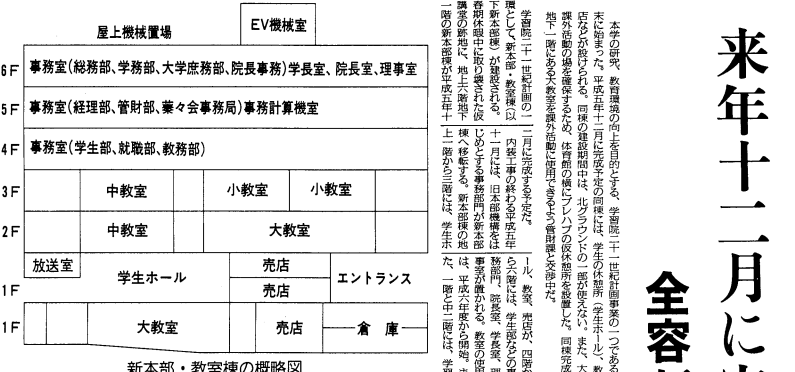 来年十二月に
全容
本学の研究、教育環境の向上を目的とする、学習院二十一世紀計画事業の一つである
末に始まった。平成五年十二月に完成予定の同棟には、学生の休憩所(学生ホール)、教
店などが設けられる。同棟の建設期間中は、北グラウンドの一部が使えない。また、大
課外活動の場を確保するため、体育館の横にプレハブの仮休憩所を設置した。同棟完成
地下一階にある大教室を課外活動に使用できるよう管財課と交渉中だ。
学習院二十一世紀計画の一
環として、新本部・教室棟(以
下新本部棟)が建設される。
春期休暇中に取り壊された仮
講堂の跡地に、地上六階地下
一階の新本部棟が平成五年十
二月に完成する予定だ。
内装工事の終わる平成五年
十一月には、旧本部機構をは
じめとする事務部門が新本部
棟へ移転する。新本部棟の地
上一階から三階には、学生ホ
ール、教室、売店が、四階か
ら六階には、学生部などの事
務部門、院長室、学長室、理
事室が置かれる。教室の使用
は、平成六年度から開始。ま
た、一階と中二階には、学
屋上機械置場
EV機械室
6F 事務室(総務部、学務部、大学庶務部、院長事務)学長室、院長室、理事室
5F 事務室(経理部、管財部、蓁々会事務局)事務計算機室
4F 事務室(学生部、就職部、教務部)
3F 中教室 小教室 小教室
2F 中教室 大教室
放送室 売店
1F 学生ホール 売店 エントランス
1F 大教室 売店 倉庫
新本部・教室棟の概略図